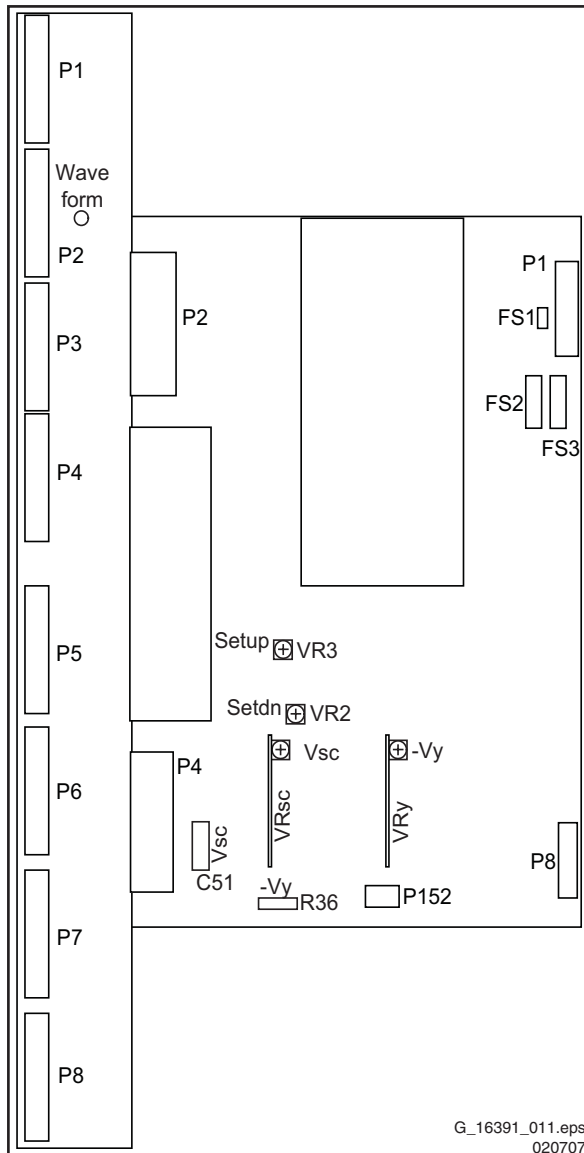 P1
Wave
form
P2
P3
P4
P5
P6
P7
P8
P2
P1
FS1
FS2
FS3
Setup VR3
Setdn VR2
Vsc
-Vy
P4
Vsc
C51
VRsc
VRy
-Vy
R36
P152
P8
G_16391_011.eps
020707